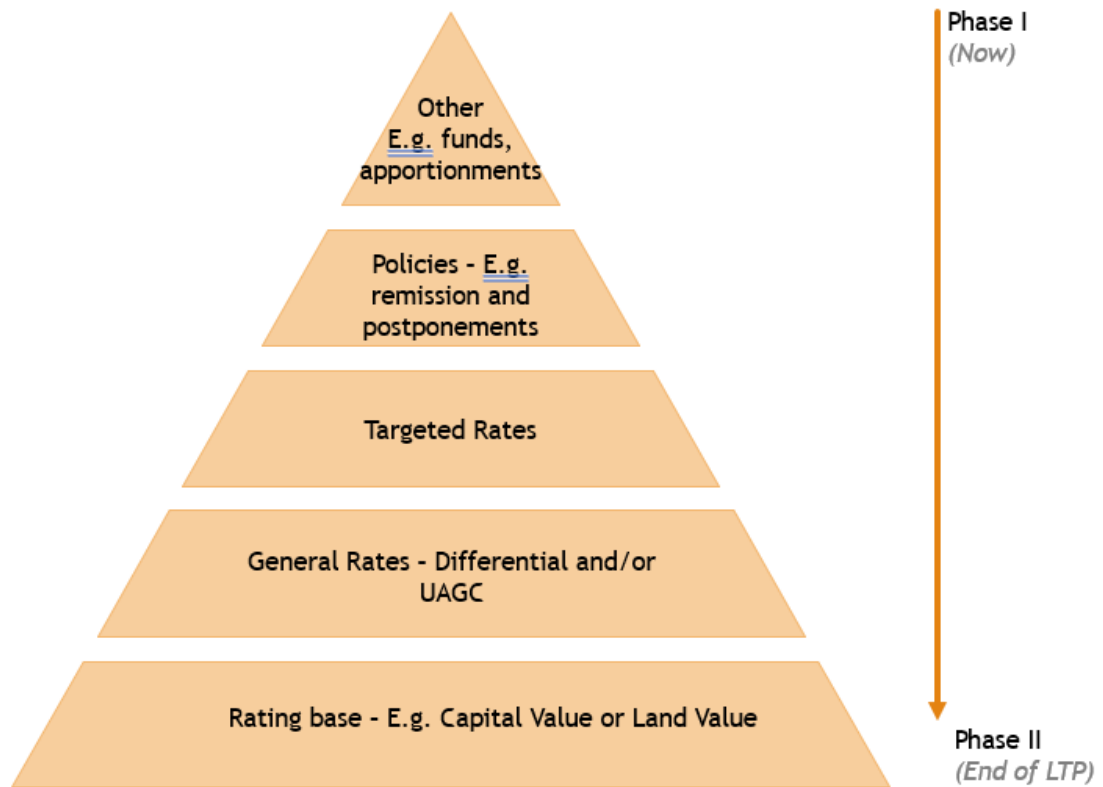 Phase I
(Now)
Other
E.g. funds,
apportionments
Policies – E.g.
remission and
postponements
Targeted Rates
General Rates – Differential and/or
UAGC
Rating base – E.g. Capital Value or Land Value
Phase II
(End of LTP)